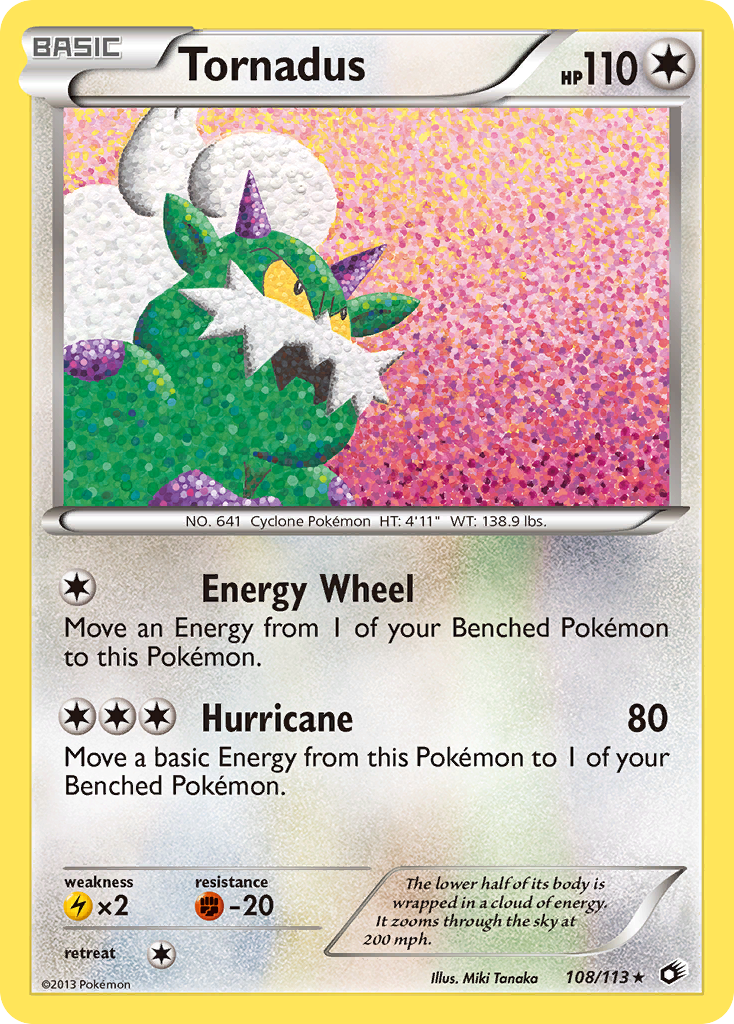 BASIC
Tornadus
HP110
NO. 641 Cyclone Pokémon HT: 4'11" WT: 138.9 lbs.
Energy Wheel
Move an Energy from 1 of your Benched Pokémon
to this Pokémon.
Hurricane 80
Move a basic Energy from this Pokémon to 1 of your
Benched Pokémon.
weakness
×2
resistance
-20
retreat
The lower half of its body is
wrapped in a cloud of energy.
It zooms through the sky at
200 mph.
©2013 Pokémon
Illus. Miki Tanaka
108/113 ★